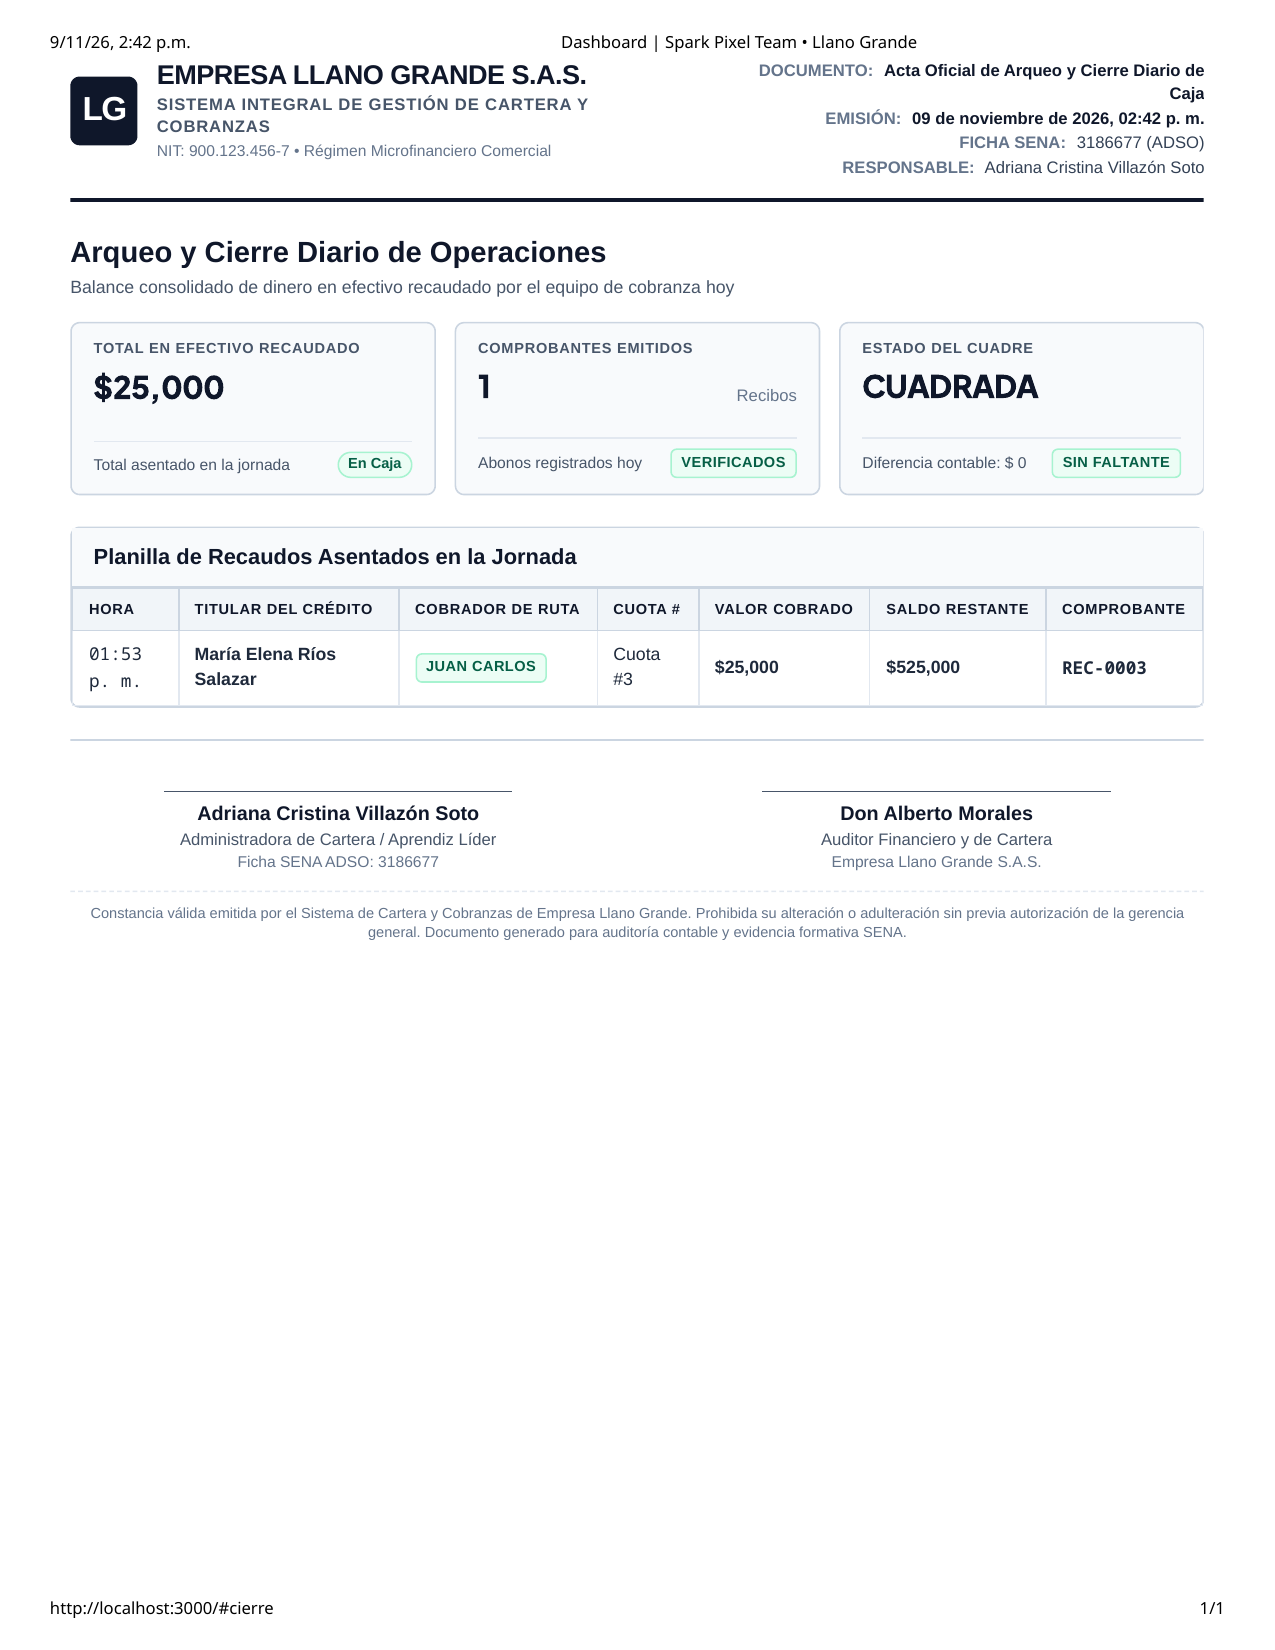 9/11/26, 2:42 p.m.
Dashboard | Spark Pixel Team • Llano Grande
LG
EMPRESA LLANO GRANDE S.A.S.
SISTEMA INTEGRAL DE GESTIÓN DE CARTERA Y
COBRANZAS
NIT: 900.123.456-7 • Régimen Microfinanciero Comercial
DOCUMENTO: Acta Oficial de Arqueo y Cierre Diario de
Caja
EMISIÓN: 09 de noviembre de 2026, 02:42 p. m.
FICHA SENA: 3186677 (ADSO)
RESPONSABLE: Adriana Cristina Villazón Soto
Arqueo y Cierre Diario de Operaciones
Balance consolidado de dinero en efectivo recaudado por el equipo de cobranza hoy
TOTAL EN EFECTIVO RECAUDADO
$25,000
Total asentado en la jornada En Caja
COMPROBANTES EMITIDOS
1 Recibos
Abonos registrados hoy VERIFICADOS
ESTADO DEL CUADRE
CUADRADA
Diferencia contable: $ 0 SIN FALTANTE
Planilla de Recaudos Asentados en la Jornada
HORA TITULAR DEL CRÉDITO COBRADOR DE RUTA CUOTA # VALOR COBRADO SALDO RESTANTE COMPROBANTE
01:53 p. m. María Elena Ríos Salazar JUAN CARLOS Cuota #3 $25,000 $525,000 REC-0003
Adriana Cristina Villazón Soto
Administradora de Cartera / Aprendiz Líder
Ficha SENA ADSO: 3186677
Don Alberto Morales
Auditor Financiero y de Cartera
Empresa Llano Grande S.A.S.
Constancia válida emitida por el Sistema de Cartera y Cobranzas de Empresa Llano Grande. Prohibida su alteración o adulteración sin previa autorización de la gerencia
general. Documento generado para auditoría contable y evidencia formativa SENA.
http://localhost:3000/#cierre
1/1